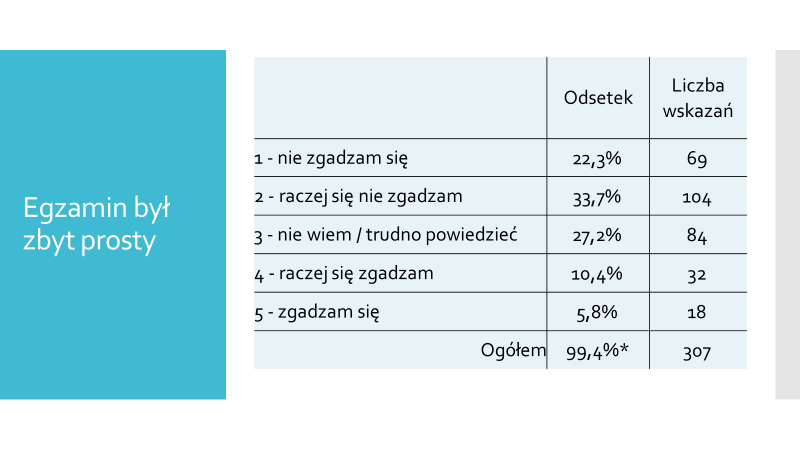 Egzamin był
zbyt prosty
Odsetek
Liczba
wskazań
1 - nie zgadzam się 22,3% 69
2 - raczej się nie zgadzam 33,7% 104
3 - nie wiem / trudno powiedzieć 27,2% 84
4 - raczej się zgadzam 10,4% 32
5 - zgadzam się 5,8% 18
Ogółem 99,4%* 307